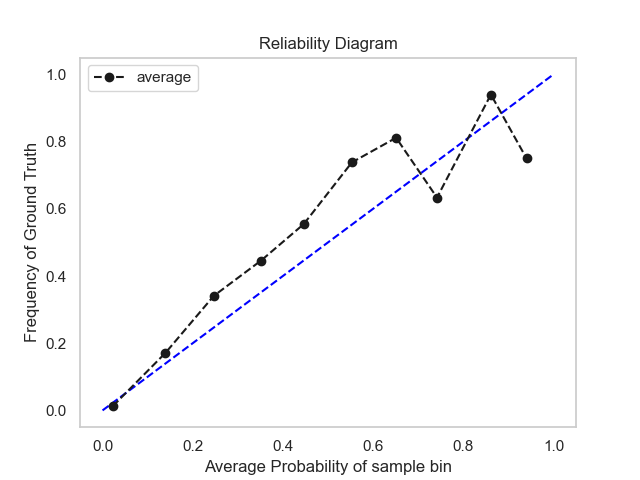 Reliability Diagram
average
1.0
0.8
0.6
0.4
0.2
0.0
Frequency of Ground Truth
0.0 0.2 0.4 0.6 0.8 1.0
Average Probability of sample bin